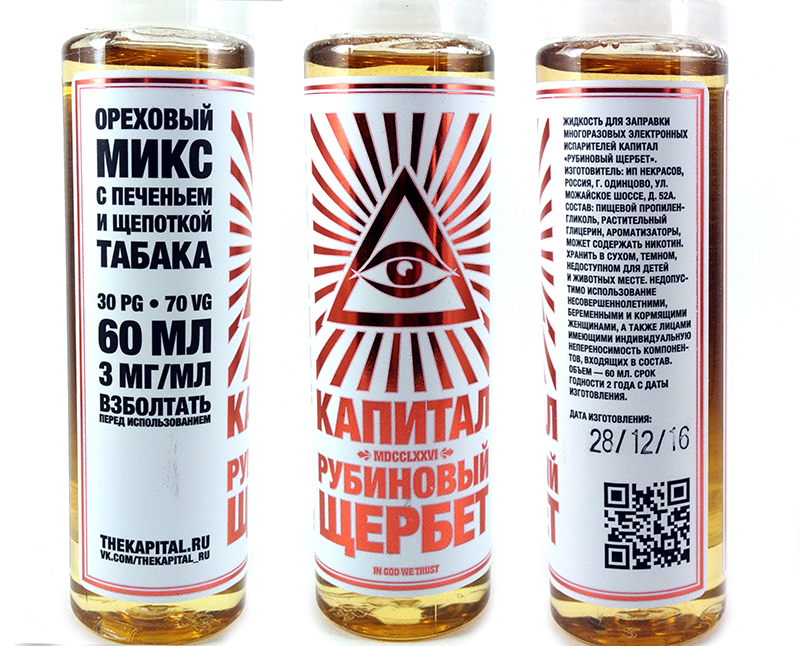 ОРЕХОВЫЙ
МИКС
С ПЕЧЕНЬЕМ
И ЩЕПОТКОЙ
ТАБАКА
30 PG • 70 VG
60 МЛ
3 МГ/МЛ
ВЗБОЛТАТЬ
ПЕРЕД ИСПОЛЬЗОВАНИЕМ
THEKAPITAL.RU
VK.COM/THEKAPITAL_RU
КАПИТАЛ
MDCCLXXVI
РУБИНОВЫЙ
ЩЕРБЕТ
IN GOD WE TRUST
ЖИДКОСТЬ ДЛЯ ЗАПРАВКИ
МНОГОРАЗОВЫХ ЭЛЕКТРОННЫХ
ИСПАРИТЕЛЕЙ КАПИТАЛ
«РУБИНОВЫЙ ЩЕРБЕТ».
ИЗГОТОВИТЕЛЬ: ИП НЕКРАСОВ,
РОССИЯ, Г. ОДИНЦОВО, УЛ.
МОЖАЙСКОЕ ШОССЕ, Д. 52А.
СОСТАВ: ПИЩЕВОЙ ПРОПИЛЕН-
ГЛИКОЛЬ, РАСТИТЕЛЬНЫЙ
ГЛИЦЕРИН, АРОМАТИЗАТОРЫ,
МОЖЕТ СОДЕРЖАТЬ НИКОТИН.
ХРАНИТЬ В СУХОМ, ТЕМНОМ,
НЕДОСТУПНОМ ДЛЯ ДЕТЕЙ
И ЖИВОТНЫХ МЕСТЕ. НЕДОПУС-
ТИМО ИСПОЛЬЗОВАНИЕ
НЕСОВЕРШЕННОЛЕТНИМИ,
БЕРЕМЕННЫМИ И КОРМЯЩИМИ
ЖЕНЩИНАМИ, А ТАКЖЕ ЛИЦАМИ
ИМЕЮЩИМИ ИНДИВИДУАЛЬНУЮ
НЕПЕРЕНОСИМОСТЬ КОМПОНЕН-
ТОВ, ВХОДЯЩИХ В СОСТАВ.
ОБЪЕМ — 60 МЛ. СРОК
ГОДНОСТИ 2 ГОДА С ДАТЫ
ИЗГОТОВЛЕНИЯ.
ДАТА ИЗГОТОВЛЕНИЯ:
28/12/16